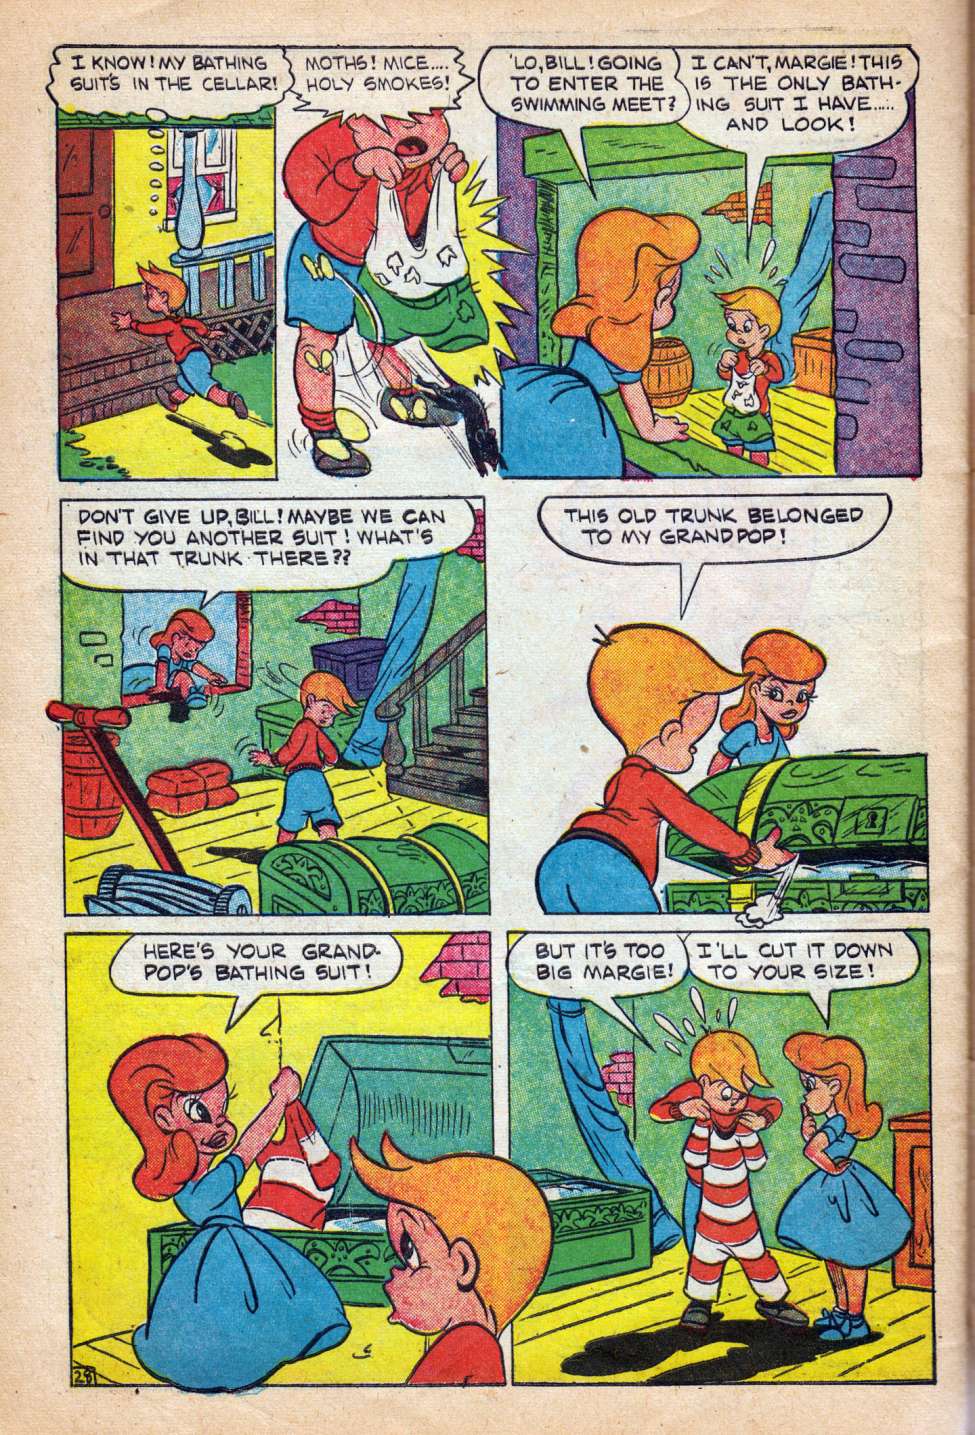 I KNOW! MY BATHING
SUIT'S IN THE CELLAR!
MOTHS! MICE....
HOLY SMOKES!
'LO, BILL! GOING
TO ENTER THE
SWIMMING MEET?
I CAN'T, MARGIE! THIS
IS THE ONLY BATH-
ING SUIT I HAVE.....
AND LOOK!
DON'T GIVE UP, BILL! MAYBE WE CAN
FIND YOU ANOTHER SUIT! WHAT'S
IN THAT TRUNK THERE??
THIS OLD TRUNK BELONGED
TO MY GRANDPOP!
HERE'S YOUR GRAND-
POP'S BATHING SUIT!
BUT IT'S TOO
BIG MARGIE!
I'LL CUT IT DOWN
TO YOUR SIZE!
28